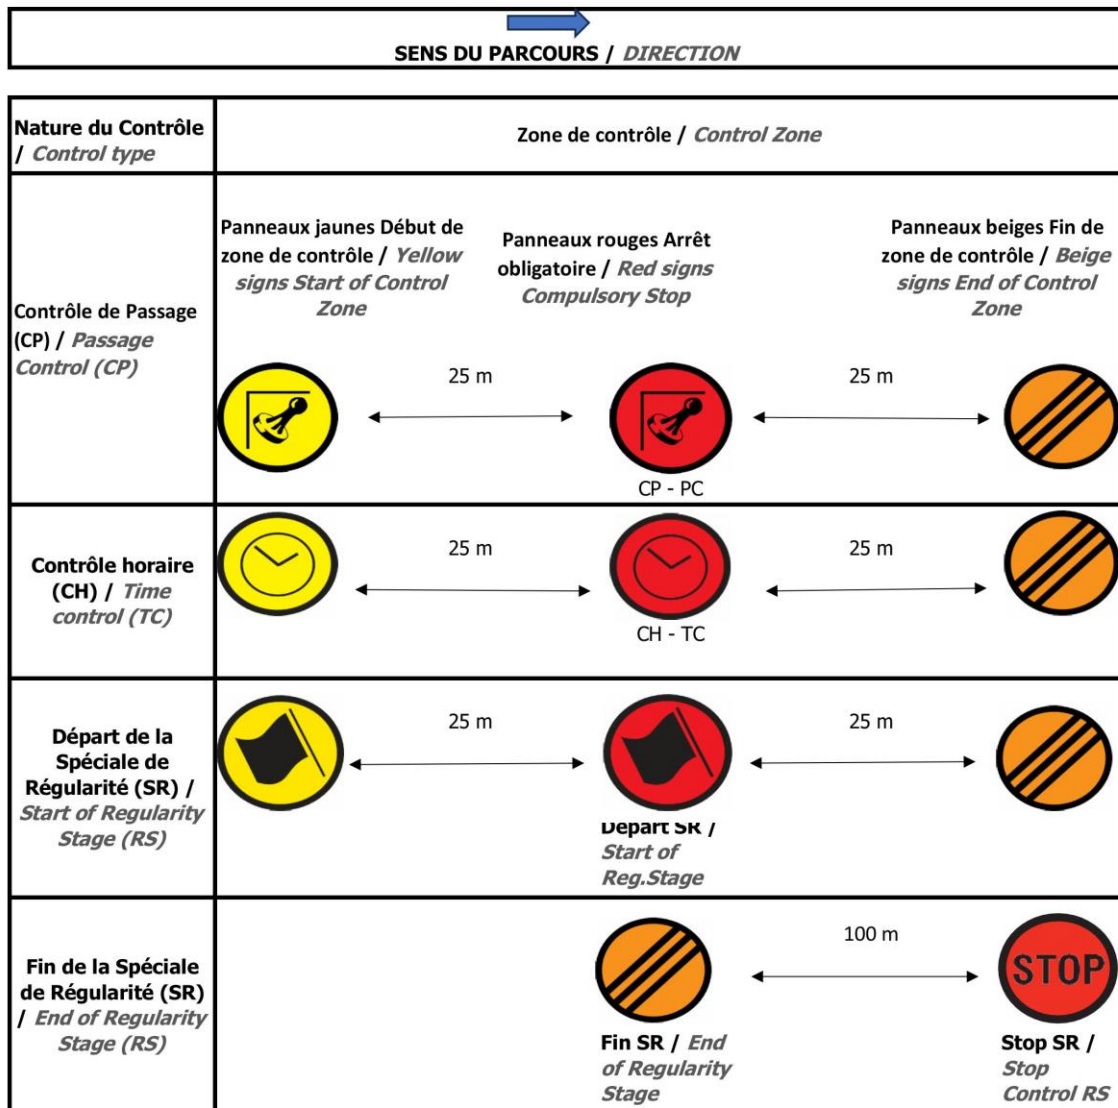 SENS DU PARCOURS / DIRECTION
Nature du Contrôle
/ Control type
Zone de contrôle / Control Zone
Contrôle de Passage
(CP) / Passage
Control (CP)
Panneaux jaunes Début de
zone de contrôle / Yellow
signs Start of Control
Zone
Panneaux rouges Arrêt
obligatoire / Red signs
Compulsory Stop
Panneaux beiges Fin de
zone de contrôle / Beige
signs End of Control
Zone
25 m
25 m
CP - PC
Contrôle horaire
(CH) / Time
control (TC)
25 m
25 m
CH - TC
Départ de la
Spéciale de
Régularité (SR) /
Start of Regularity
Stage (RS)
25 m
25 m
Départ SR /
Start of
Reg.Stage
Fin de la Spéciale
de Régularité (SR)
/ End of Regularity
Stage (RS)
100 m
STOP
Fin SR / End
of Regularity
Stage
Stop SR /
Stop
Control RS